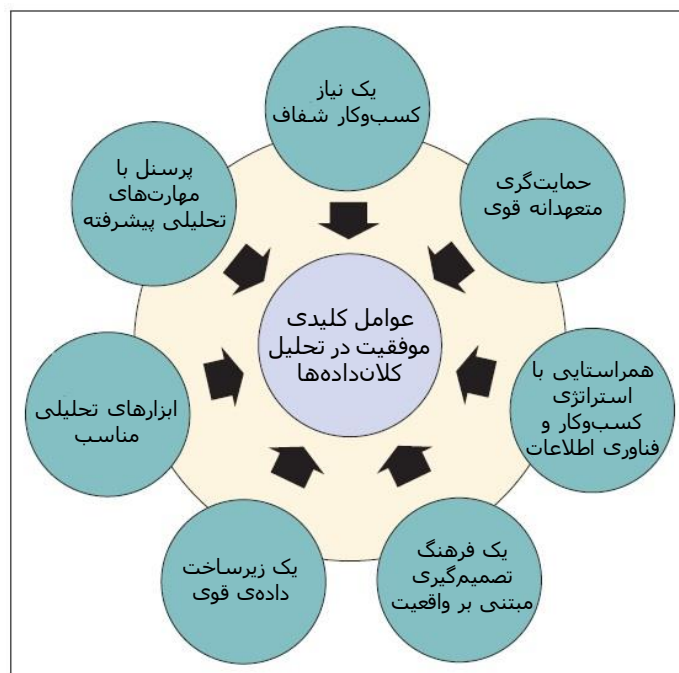 یک نیاز
کسب‌وکار شفاف
حمایت‌گری
متعهدانه قوی
همراستایی با
استراتژی
کسب‌وکار و
فناوری اطلاعات
یک فرهنگ
تصمیم‌گیری
مبتنی بر واقعیت
یک زیرساخت
داده‌ی قوی
ابزارهای تحلیلی
مناسب
پرسنل با
مهارت‌های
تحلیلی پیشرفته
عوامل کلیدی
موفقیت در تحلیل
کلان‌داده‌ها